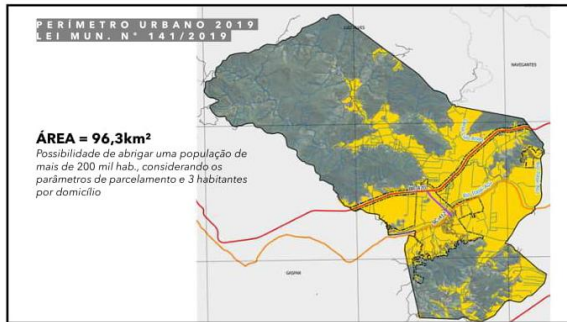 PERÍMETRO URBANO 2019
LEI MUN. N° 141/2019
NAVEGANTES
ÁREA = 96,3km²
Possibilidade de abrigar uma população de
mais de 200 mil hab., considerando os
parâmetros de parcelamento e 3 habitantes
por domicílio
GASPAR